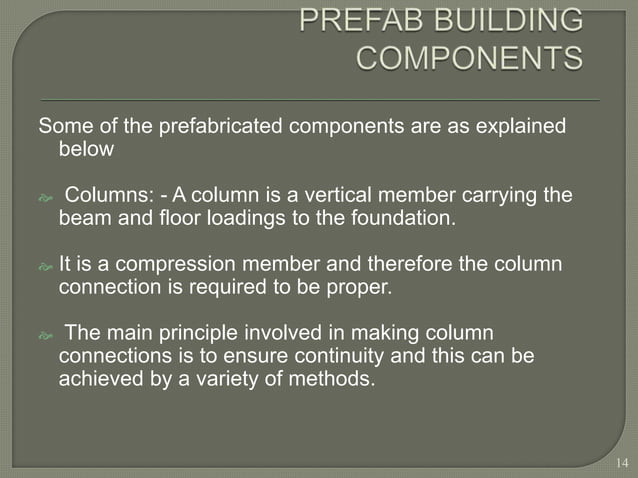 PREFAB BUILDING
COMPONENTS
Some of the prefabricated components are as explained
below
Columns: - A column is a vertical member carrying the
beam and floor loadings to the foundation.
It is a compression member and therefore the column
connection is required to be proper.
The main principle involved in making column
connections is to ensure continuity and this can be
achieved by a variety of methods.
14